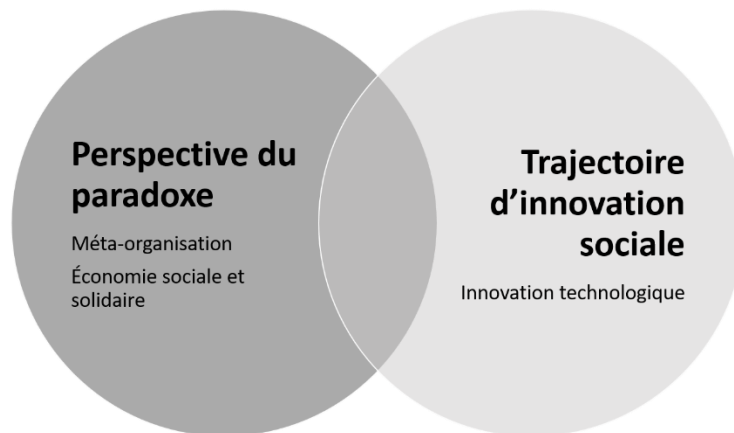 Perspective du
paradoxe
Méta-organisation
Économie sociale et
solidaire
Trajectoire
d’innovation
sociale
Innovation technologique